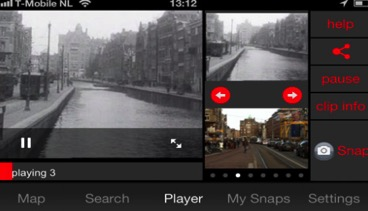 T-Mobile NL 13:12
help
pause
clip info
Snap
playing 3
Map Search Player My Snaps Settings